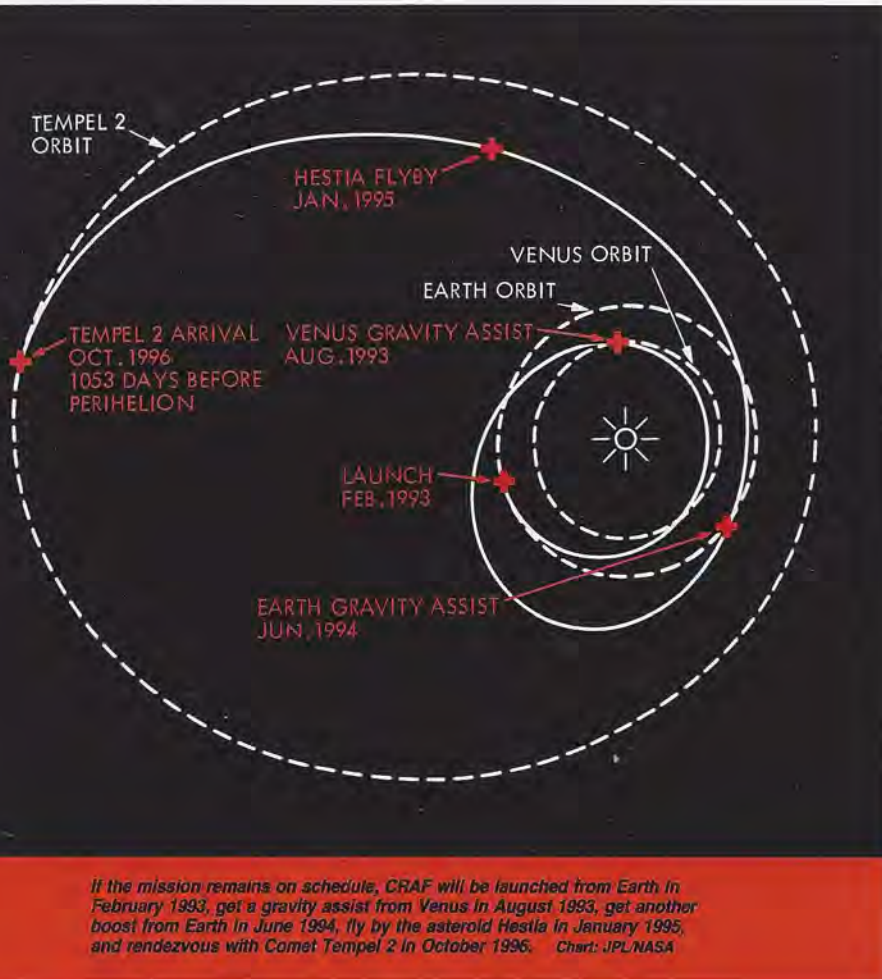 TEMPEL 2
ORBIT
HESTIA FLYBY
JAN. 1995
VENUS ORBIT
EARTH ORBIT
TEMPEL 2 ARRIVAL
OCT. 1996
1053 DAYS BEFORE
PERIHELION
VENUS GRAVITY ASSIST
AUG. 1993
LAUNCH
FEB. 1993
EARTH GRAVITY ASSIST
JUN. 1994
If the mission remains on schedule, CRAF will be launched from Earth in
February 1993, get a gravity assist from Venus in August 1993, get another
boost from Earth in June 1994, fly by the asteroid Hestia in January 1995,
and rendezvous with Comet Tempel 2 in October 1996. Chart: JPL/NASA